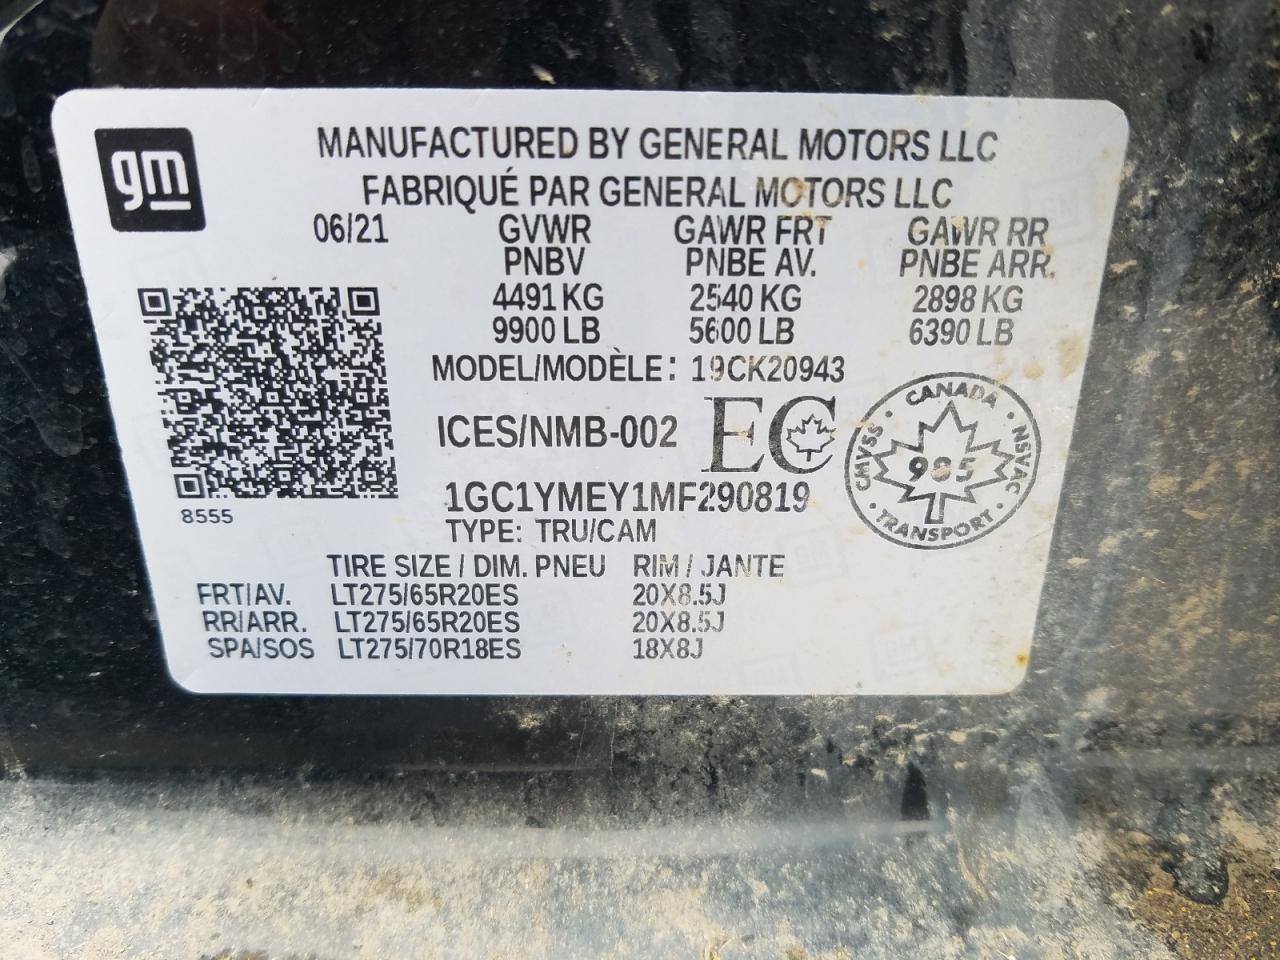 gm
MANUFACTURED BY GENERAL MOTORS LLC
FABRIQUÉ PAR GENERAL MOTORS LLC
06/21 GVWR GAWR FRT GAWR RR
PNBV PNBE AV. PNBE ARR.
4491 KG 2540 KG 2898 KG
9900 LB 5600 LB 6390 LB
MODEL/MODÈLE: 19CK20943
ICES/NMB-002 EC
CANADA
CMVSS 905 NSVAC
TRANSPORT
1GC1YMEY1MF290819
8555
TYPE: TRU/CAM
TIRE SIZE / DIM. PNEU RIM / JANTE
FRT/AV. LT275/65R20ES 20X8.5J
RR/ARR. LT275/65R20ES 20X8.5J
SPA/SOS LT275/70R18ES 18X8J